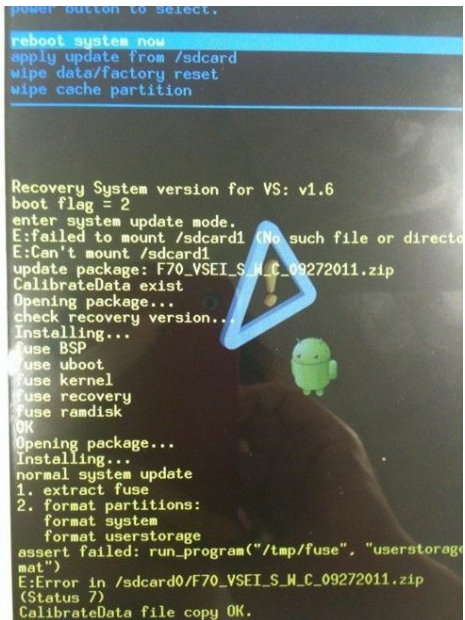 power button to select.
reboot system now
apply update from /sdcard
wipe data/factory reset
wipe cache partition
Recovery System version for VS: v1.6
boot flag = 2
enter system update mode.
E:failed to mount /sdcard1 (No such file or directo
E:Can't mount /sdcard1
update package: F70_VSEI_S_W_C_09272011.zip
CalibrateData exist
Opening package...
check recovery version...
Installing...
fuse BSP
fuse uboot
fuse kernel
fuse recovery
fuse ramdisk
OK
Opening package...
Installing...
normal system update
1. extract fuse
2. format partitions:
format system
format userstorage
assert failed: run_program("/tmp/fuse", "userstorage
mat")
E:Error in /sdcard0/F70_VSEI_S_W_C_09272011.zip
(Status 7)
CalibrateData file copy OK.